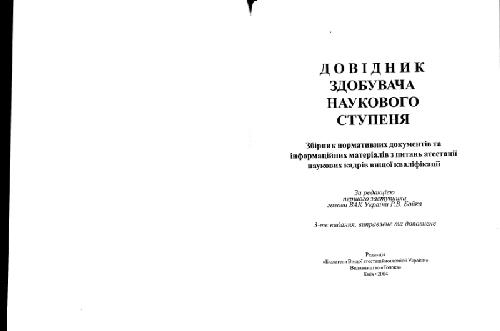 ДОВІДНИК
ЗДОБУВАЧА
НАУКОВОГО
СТУПЕНЯ
Збірник нормативних документів та
інформаційних матеріалів з питань атестації
наукових кадрів вищої кваліфікації
За редакцією
першого заступника
голови ВАК України Р.В. Бойка
3-тє видання, виправлене та доповнене
Редакція
«Бюлетеня Вищої атестаційної комісії України»
Видавництво «Толока»
Київ • 2004